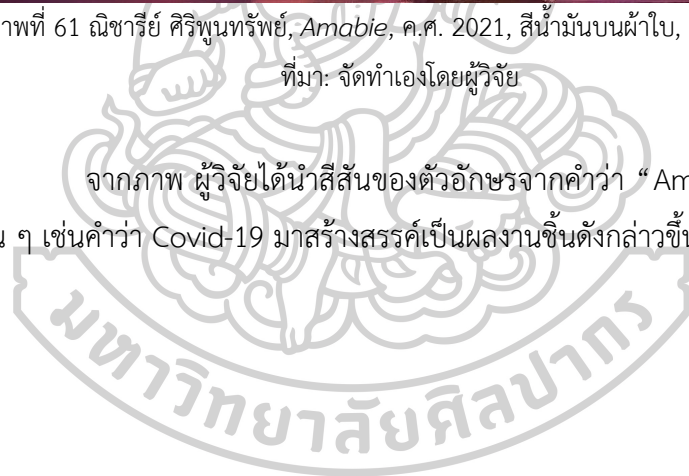 าพที่ 61 ณิชารีย์ ศิริพูนทรัพย์, Amabie, ค.ศ. 2021, สีน้ำมันบนผ้าใบ,
ที่มา: จัดทำเองโดยผู้วิจัย
จากภาพ ผู้วิจัยได้นำสีสันของตัวอักษรจากคำว่า “Am
น ๆ เช่นคำว่า Covid-19 มาสร้างสรรค์เป็นผลงานชิ้นดังกล่าวขึ้น
มหาวิทยาลัยศิลปากร